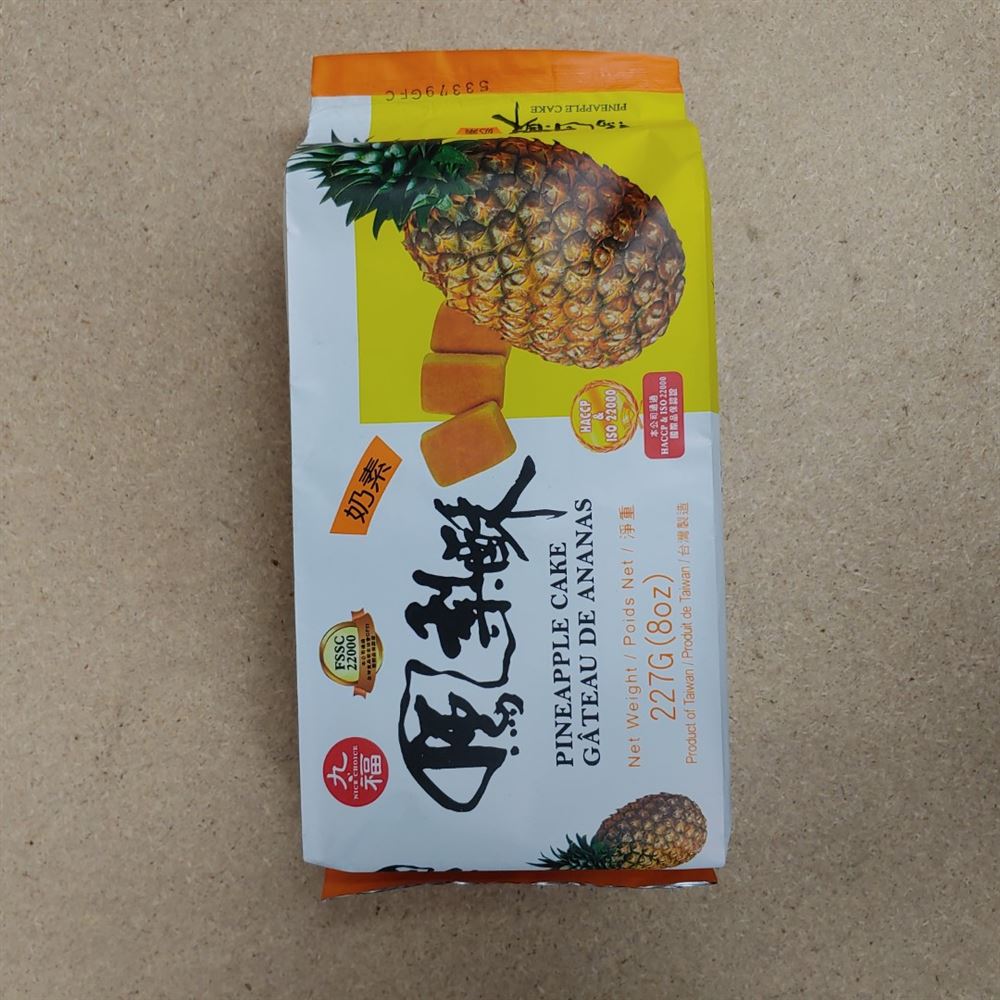 九福
NICE CHOICE
FSSC
22000
奶素
鳳梨酥
PINEAPPLE CAKE
GÂTEAU DE ANANAS
HACCP
&
ISO 22000
本公司通過
HACCP & ISO 22000
國際品保認證
Net Weight / Poids Net / 淨重
227G (8oz)
Product of Taiwan / Produit de Taiwan / 台灣製造
53379GFC
PINEAPPLE CAKE